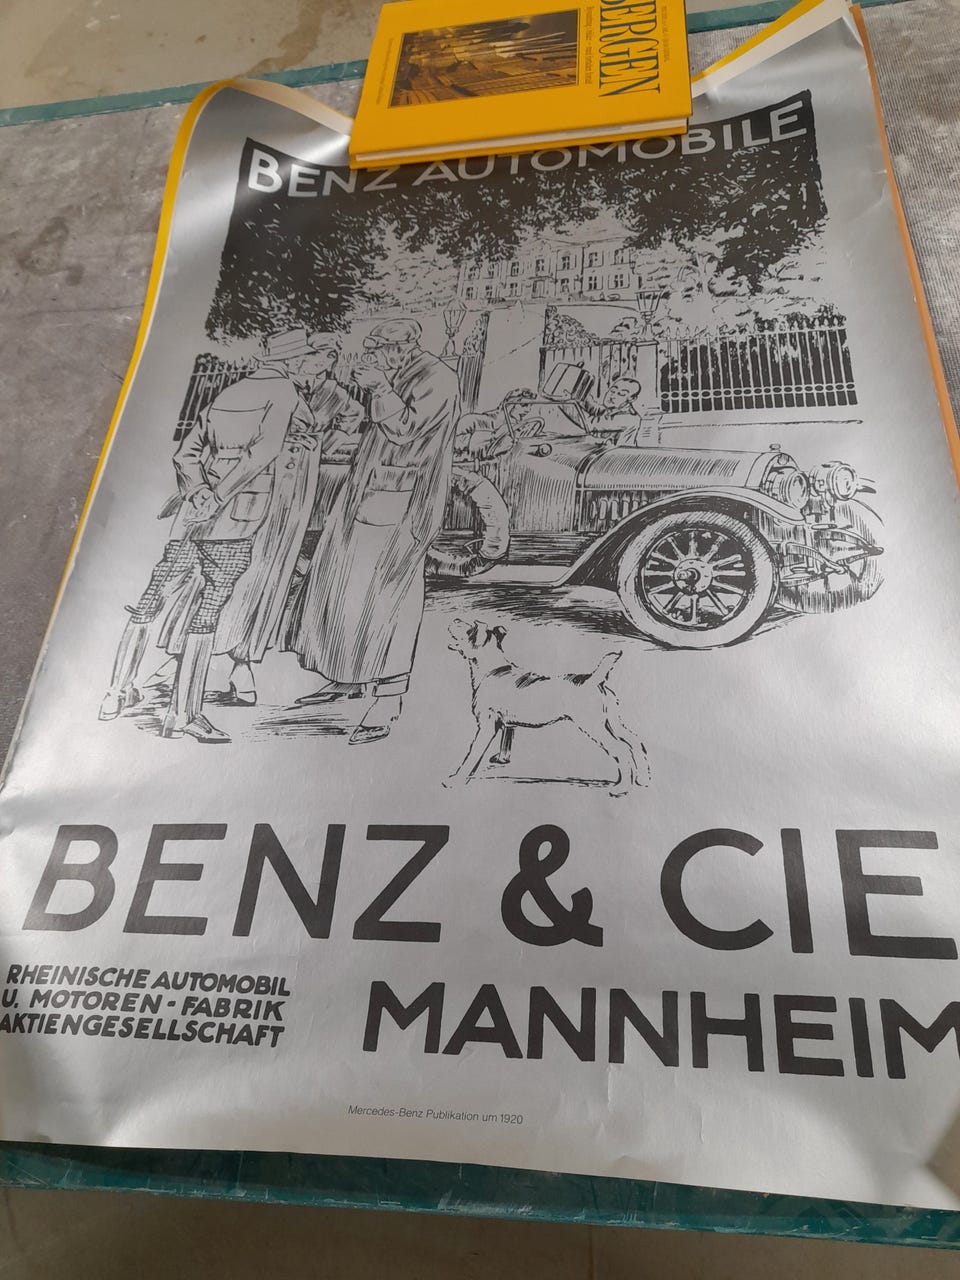 BERGEN
BENZ AUTOMOBILE
BENZ & CIE
RHEINISCHE AUTOMOBIL
U. MOTOREN-FABRIK
AKTIENGESELLSCHAFT
MANNHEIM
Mercedes-Benz Publikation um 1920